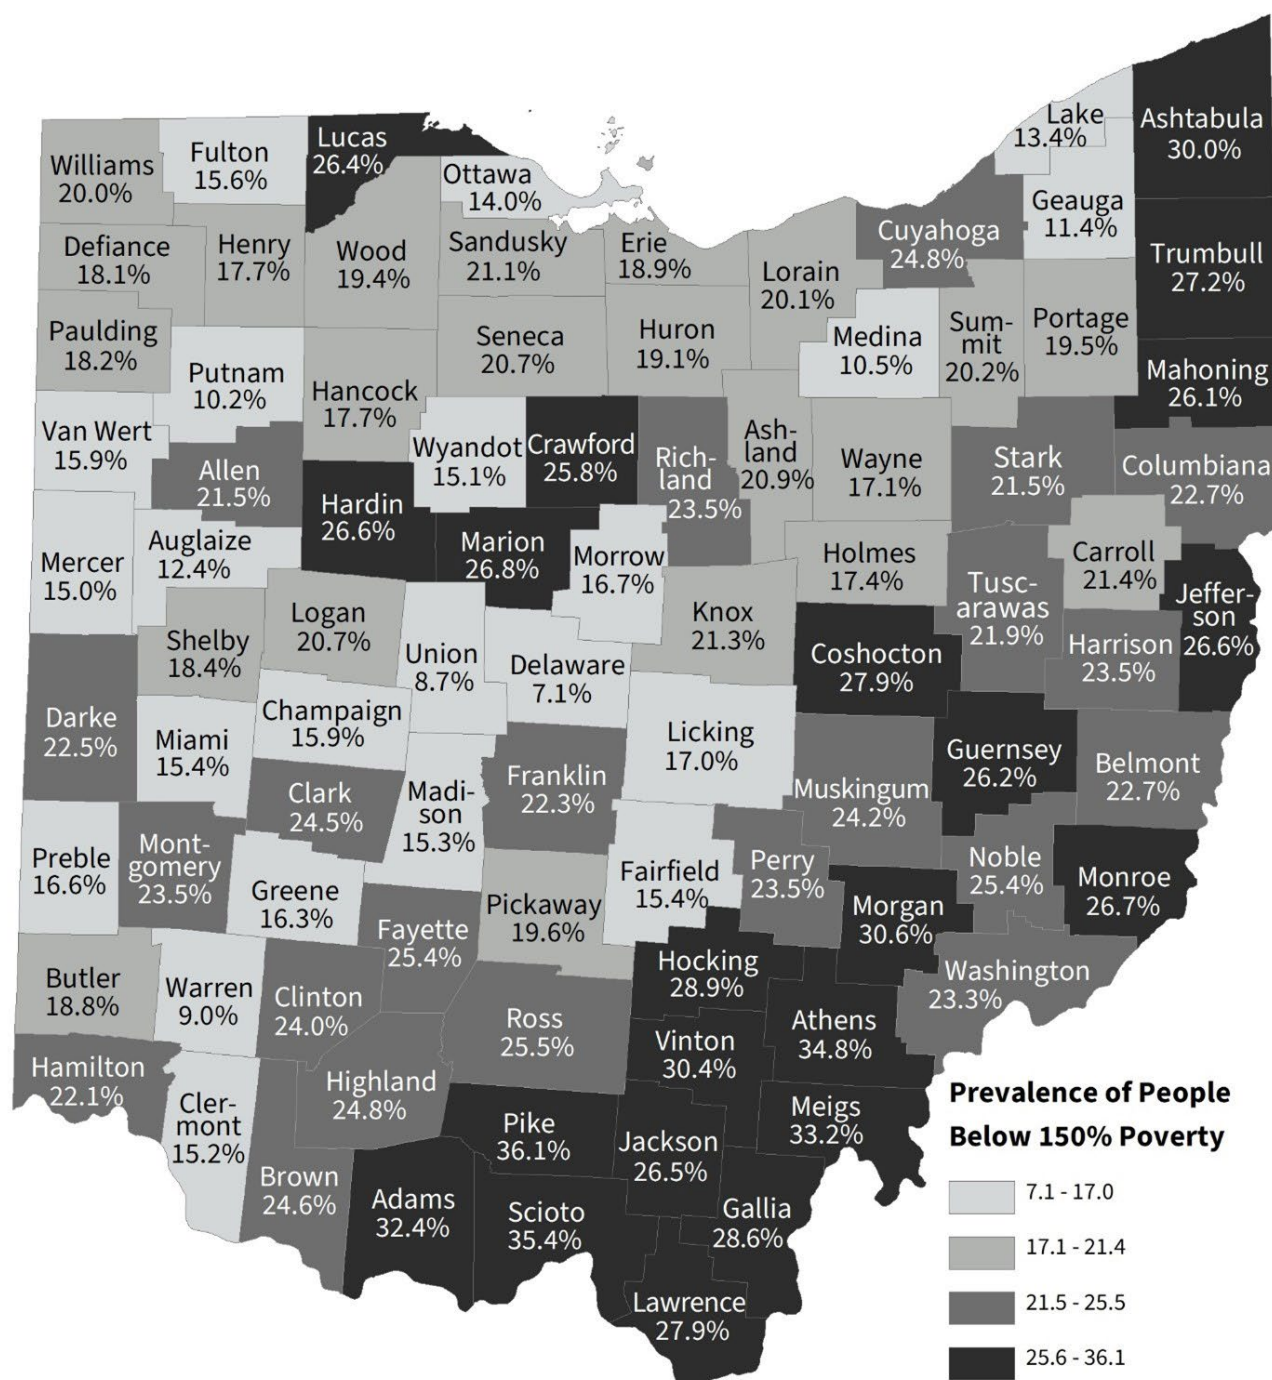 Lake
13.4%
Ashtabula
30.0%
Lucas
26.4%
Fulton
15.6%
Williams
20.0%
Ottawa
14.0%
Geauga
11.4%
Cuyahoga
24.8%
Defiance
18.1%
Henry
17.7%
Wood
19.4%
Sandusky
21.1%
Erie
18.9%
Lorain
20.1%
Trumbull
27.2%
Paulding
18.2%
Putnam
10.2%
Hancock
17.7%
Seneca
20.7%
Huron
19.1%
Medina
10.5%
Sum-
mit
20.2%
Portage
19.5%
Mahoning
26.1%
Van Wert
15.9%
Allen
21.5%
Wyandot
15.1%
Crawford
25.8%
Rich-
land
23.5%
Ash-
land
20.9%
Wayne
17.1%
Stark
21.5%
Columbiana
22.7%
Hardin
26.6%
Mercer
15.0%
Auglaize
12.4%
Marion
26.8%
Morrow
16.7%
Holmes
17.4%
Tusc-
arawas
21.9%
Carroll
21.4%
Jeffer-
son
26.6%
Shelby
18.4%
Logan
20.7%
Union
8.7%
Delaware
7.1%
Knox
21.3%
Coshocton
27.9%
Harrison
23.5%
Darke
22.5%
Miami
15.4%
Champaign
15.9%
Licking
17.0%
Guernsey
26.2%
Belmont
22.7%
Clark
24.5%
Madi-
son
15.3%
Franklin
22.3%
Muskingum
24.2%
Preble
16.6%
Mont-
gomery
23.5%
Greene
16.3%
Fairfield
15.4%
Perry
23.5%
Noble
25.4%
Monroe
26.7%
Fayette
25.4%
Pickaway
19.6%
Morgan
30.6%
Butler
18.8%
Warren
9.0%
Clinton
24.0%
Hocking
28.9%
Washington
23.3%
Ross
25.5%
Vinton
30.4%
Athens
34.8%
Hamilton
22.1%
Highland
24.8%
Cler-
mont
15.2%
Pike
36.1%
Jackson
26.5%
Meigs
33.2%
Brown
24.6%
Adams
32.4%
Scioto
35.4%
Gallia
28.6%
Lawrence
27.9%
Prevalence of People
Below 150% Poverty
7.1 - 17.0
17.1 - 21.4
21.5 - 25.5
25.6 - 36.1